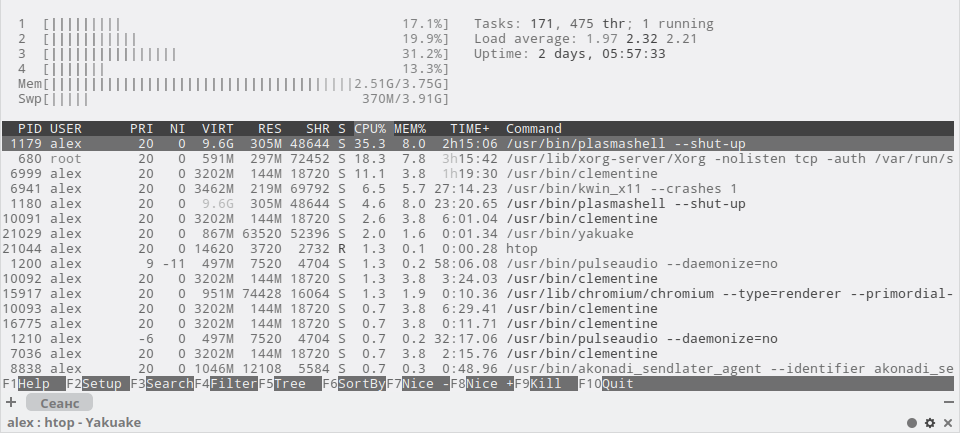 1 [||||||||| 17.1%] Tasks: 171, 475 thr; 1 running
2 [||||||||||| 19.9%] Load average: 1.97 2.32 2.21
3 [|||||||||||||||| 31.2%] Uptime: 2 days, 05:57:33
4 [||||||| 13.3%]
Mem[|||||||||||||||||||||||||||||||||||||||2.51G/3.75G]
Swp[||||| 370M/3.91G]
PID USER PRI NI VIRT RES SHR S CPU% MEM% TIME+ Command
1179 alex 20 0 9.6G 305M 48644 S 35.3 8.0 2h15:06 /usr/bin/plasmashell --shut-up
680 root 20 0 591M 297M 72452 S 18.3 7.8 3h15:42 /usr/lib/xorg-server/Xorg -nolisten tcp -auth /var/run/s
6999 alex 20 0 3202M 144M 18720 S 11.1 3.8 1h19:30 /usr/bin/clementine
6941 alex 20 0 3462M 219M 69792 S 6.5 5.7 27:14.23 /usr/bin/kwin_x11 --crashes 1
1180 alex 20 0 9.6G 305M 48644 S 4.6 8.0 23:20.65 /usr/bin/plasmashell --shut-up
10091 alex 20 0 3202M 144M 18720 S 2.6 3.8 6:01.04 /usr/bin/clementine
21029 alex 20 0 867M 63520 52396 S 2.0 1.6 0:01.34 /usr/bin/yakuake
21044 alex 20 0 14620 3720 2732 R 1.3 0.1 0:00.28 htop
1200 alex 9 -11 497M 7520 4704 S 1.3 0.2 58:06.08 /usr/bin/pulseaudio --daemonize=no
10092 alex 20 0 3202M 144M 18720 S 1.3 3.8 3:24.03 /usr/bin/clementine
15917 alex 20 0 951M 74428 16064 S 1.3 1.9 0:10.36 /usr/lib/chromium/chromium --type=renderer --primordial-
10093 alex 20 0 3202M 144M 18720 S 0.7 3.8 6:29.41 /usr/bin/clementine
16775 alex 20 0 3202M 144M 18720 S 0.7 3.8 0:11.71 /usr/bin/clementine
1210 alex -6 0 497M 7520 4704 S 0.7 0.2 32:17.06 /usr/bin/pulseaudio --daemonize=no
7036 alex 20 0 3202M 144M 18720 S 0.7 3.8 2:15.76 /usr/bin/clementine
8838 alex 20 0 1046M 12108 5584 S 0.7 0.3 0:48.96 /usr/bin/akonadi_sendlater_agent --identifier akonadi_se
F1Help F2Setup F3SearchF4FilterF5Tree F6SortByF7Nice -F8Nice +F9Kill F10Quit
+ Сеанс −
alex : htop - Yakuake